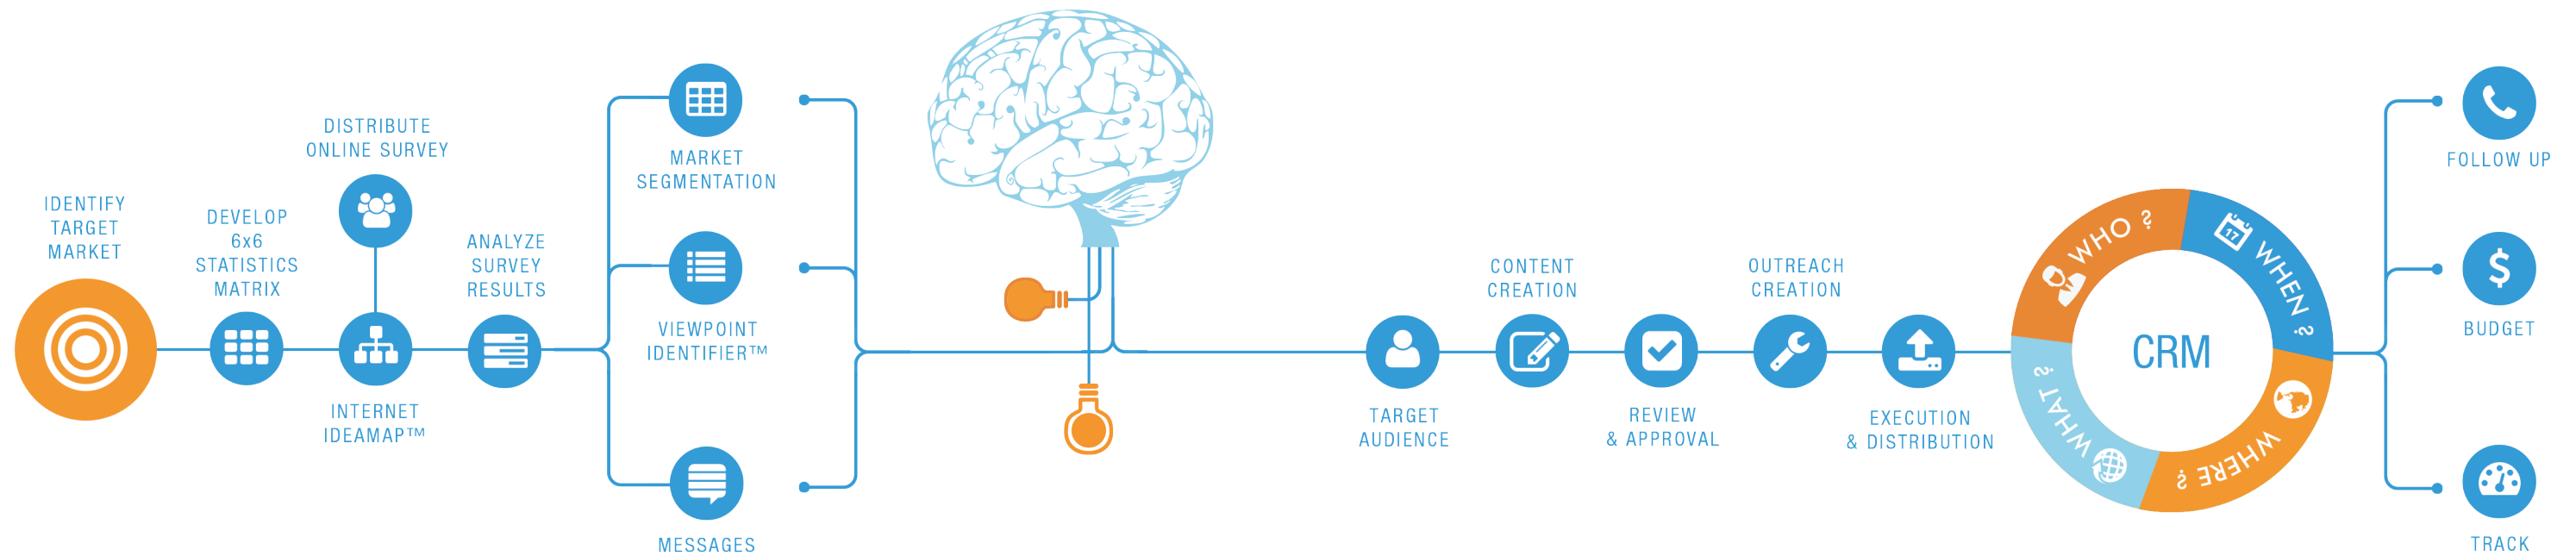 IDENTIFY
TARGET
MARKET
DEVELOP
6x6
STATISTICS
MATRIX
DISTRIBUTE
ONLINE SURVEY
INTERNET
IDEAMAP™
ANALYZE
SURVEY
RESULTS
MARKET
SEGMENTATION
VIEWPOINT
IDENTIFIER™
MESSAGES
TARGET
AUDIENCE
CONTENT
CREATION
REVIEW
& APPROVAL
OUTREACH
CREATION
EXECUTION
& DISTRIBUTION
WHO ?
17
WHEN ?
WHERE ?
WHAT ?
CRM
FOLLOW UP
$
BUDGET
TRACK